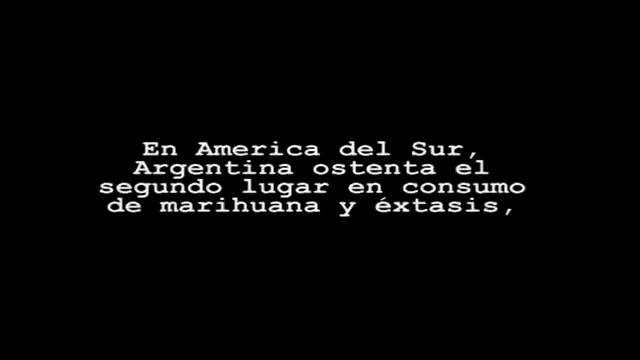 En America del Sur,
Argentina ostenta el
segundo lugar en consumo
de marihuana y éxtasis,